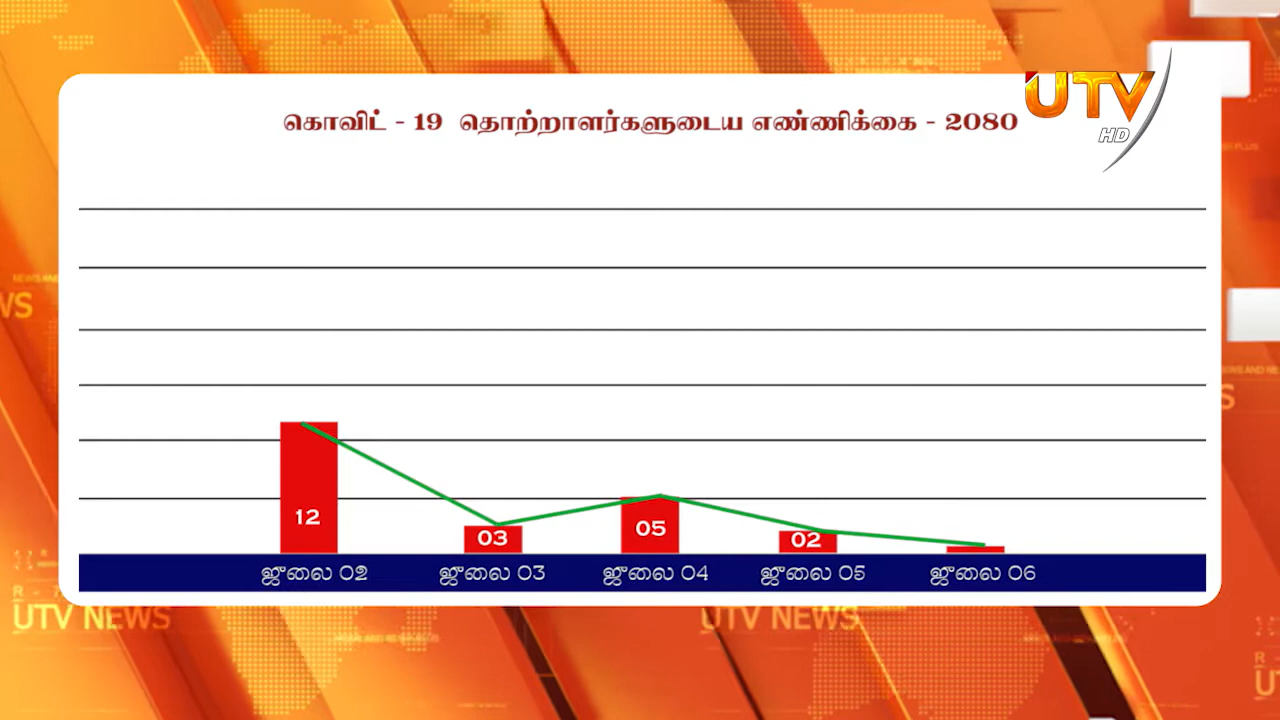 UTV
HD
கொவிட் - 19 தொற்றாளர்களுடைய எண்ணிக்கை - 2080
12
03
05
02
ஜுலை 02
ஜுலை 03
ஜுலை 04
ஜுலை 05
ஜுலை 06
UTV NEWS
UTV NEWS